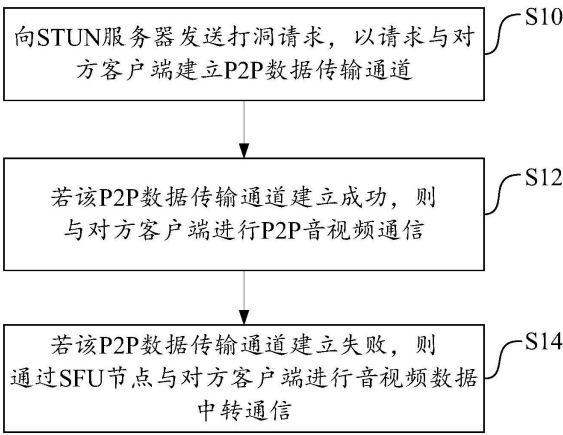 S10
向STUN服务器发送打洞请求，以请求与对
方客户端建立P2P数据传输通道
S12
若该P2P数据传输通道建立成功，则
与对方客户端进行P2P音视频通信
S14
若该P2P数据传输通道建立失败，则
通过SFU节点与对方客户端进行音视频数据
中转通信